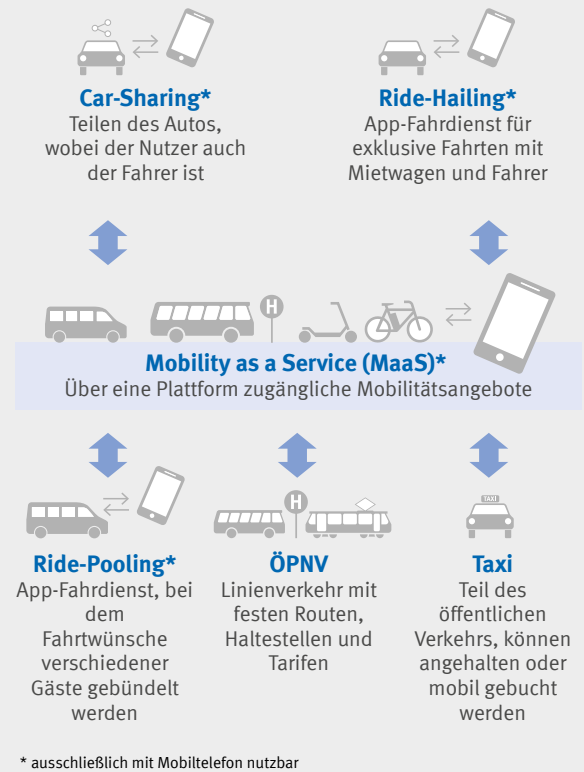 Car-Sharing*
Teilen des Autos,
wobei der Nutzer auch
der Fahrer ist
Ride-Hailing*
App-Fahrdienst für
exklusive Fahrten mit
Mietwagen und Fahrer
H
Mobility as a Service (MaaS)*
Über eine Plattform zugängliche Mobilitätsangebote
Ride-Pooling*
App-Fahrdienst, bei
dem
Fahrtwünsche
verschiedener
Gäste gebündelt
werden
H
ÖPNV
Linienverkehr mit
festen Routen,
Haltestellen und
Tarifen
TAXI
Taxi
Teil des
öffentlichen
Verkehrs, können
angehalten oder
mobil gebucht
werden
* ausschließlich mit Mobiltelefon nutzbar